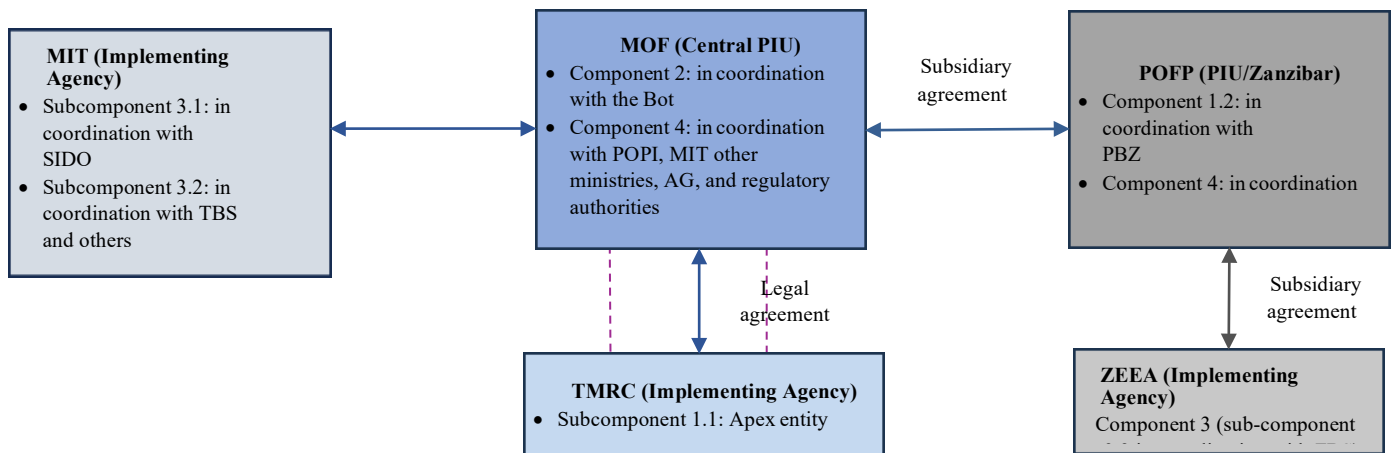 MIT (Implementing
Agency)
• Subcomponent 3.1: in
coordination with
SIDO
• Subcomponent 3.2: in
coordination with TBS
and others
MOF (Central PIU)
• Component 2: in coordination
with the Bot
• Component 4: in coordination
with POPI, MIT other
ministries, AG, and regulatory
authorities
Subsidiary
agreement
POFP (PIU/Zanzibar)
• Component 1.2: in
coordination with
PBZ
• Component 4: in coordination
Legal
agreement
Subsidiary
agreement
TMRC (Implementing Agency)
• Subcomponent 1.1: Apex entity
ZEEA (Implementing
Agency)
Component 3 (sub-component